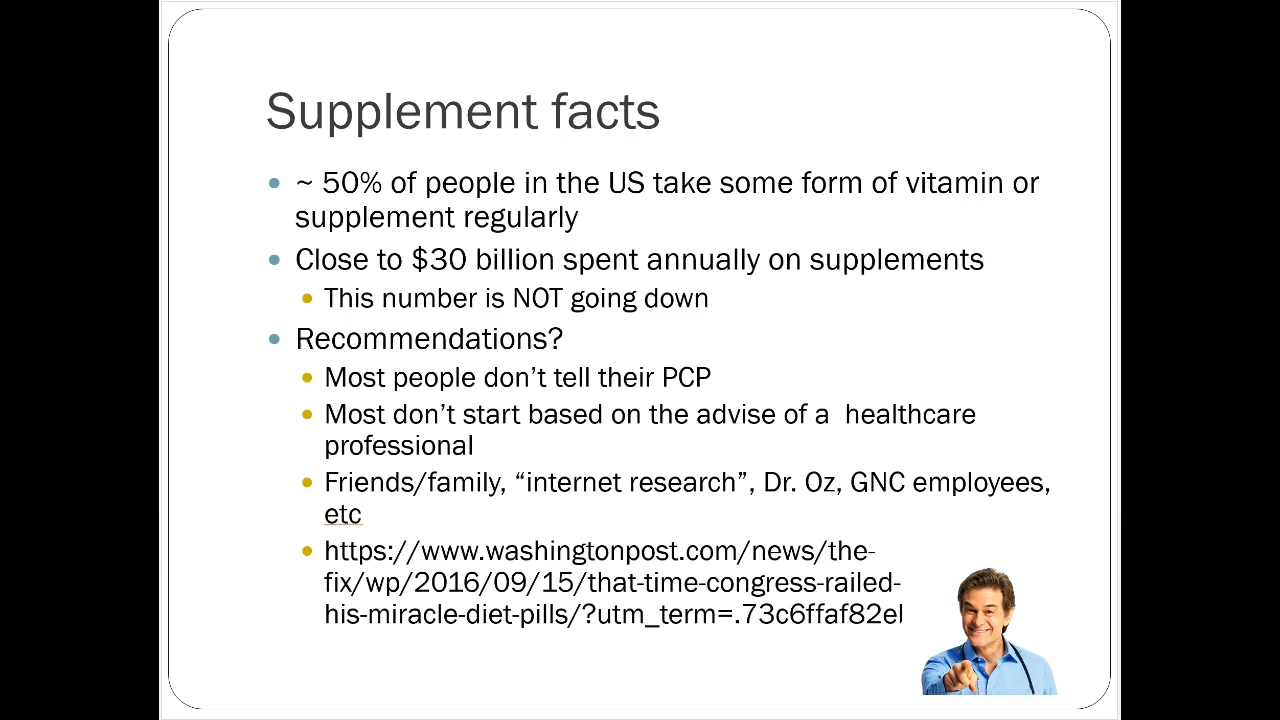 Supplement facts
~ 50% of people in the US take some form of vitamin or
supplement regularly
Close to $30 billion spent annually on supplements
This number is NOT going down
Recommendations?
Most people don’t tell their PCP
Most don’t start based on the advise of a  healthcare
professional
Friends/family, “internet research”, Dr. Oz, GNC employees,
etc
https://www.washingtonpost.com/news/the-
fix/wp/2016/09/15/that-time-congress-railed-
his-miracle-diet-pills/?utm_term=.73c6ffaf82el